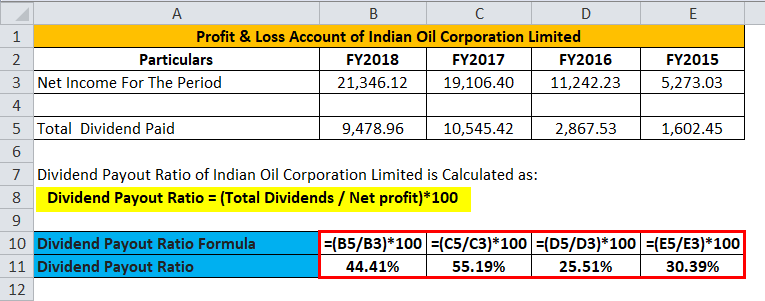 A B C D E
1 Profit & Loss Account of Indian Oil Corporation Limited
2 Particulars FY2018 FY2017 FY2016 FY2015
3 Net Income For The Period 21,346.12 19,106.40 11,242.23 5,273.03
4
5 Total Dividend Paid 9,478.96 10,545.42 2,867.53 1,602.45
6
7 Dividend Payout Ratio of Indian Oil Corporation Limited is Calculated as:
8 Dividend Payout Ratio = (Total Dividends / Net profit)*100
9
10 Dividend Payout Ratio Formula =(B5/B3)*100 =(C5/C3)*100 =(D5/D3)*100 =(E5/E3)*100
11 Dividend Payout Ratio 44.41% 55.19% 25.51% 30.39%
12